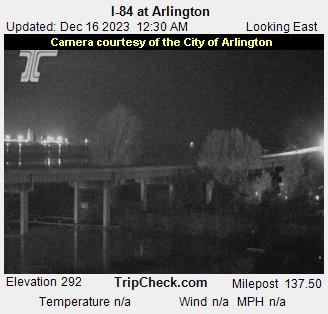 I-84 at Arlington
Updated: Dec 16 2023 12:30 AM Looking East
Camera courtesy of the City of Arlington
Elevation 292 TripCheck.com Milepost 137.50
Temperature n/a Wind n/a MPH n/a